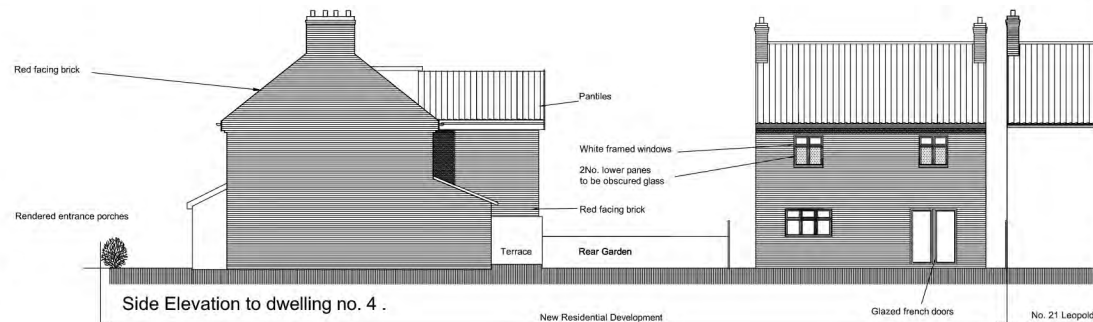 Red facing brick
Pantiles
White framed windows
2No. lower panes
to be obscured glass
Red facing brick
Rendered entrance porches
Terrace
Rear Garden
Side Elevation to dwelling no. 4 .
Glazed french doors
New Residential Development
No. 21 Leopold